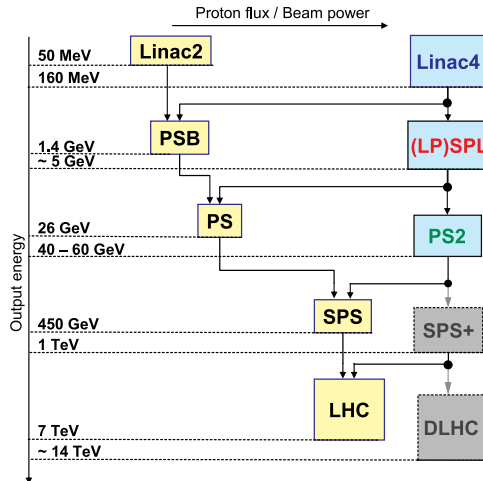 Proton flux / Beam power
50 MeV
Linac2
Linac4
160 MeV
PSB
(LP)SPL
1.4 GeV
~ 5 GeV
PS
PS2
26 GeV
40 – 60 GeV
Output energy
SPS
SPS+
450 GeV
1 TeV
LHC
DLHC
7 TeV
~ 14 TeV